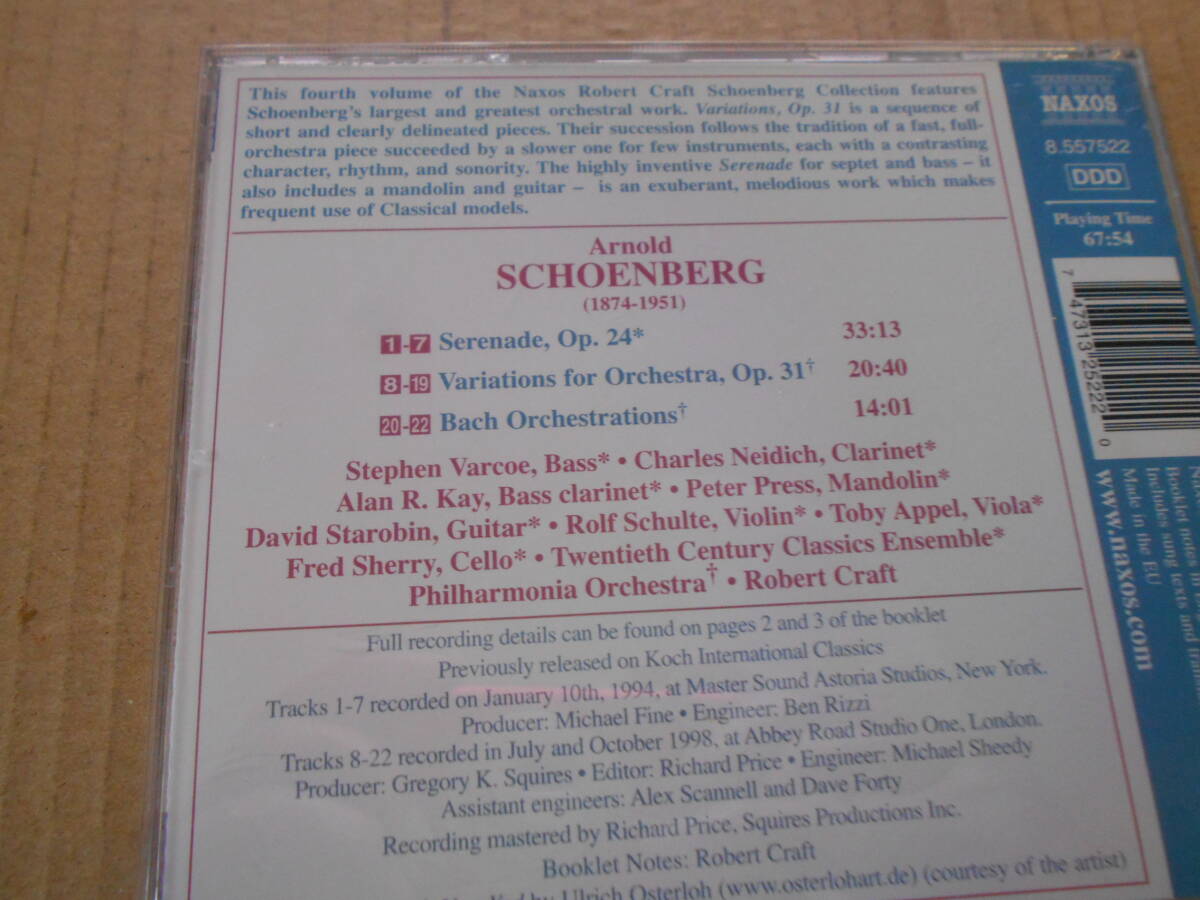 This fourth volume of the Naxos Robert Craft Schoenberg Collection features
Schoenberg's largest and greatest orchestral work. Variations, Op. 31 is a sequence of
short and clearly delineated pieces. Their succession follows the tradition of a fast, full-
orchestra piece succeeded by a slower one for few instruments, each with a contrasting
character, rhythm, and sonority. The highly inventive Serenade for septet and bass – it
also includes a mandolin and guitar – is an exuberant, melodious work which makes
frequent use of Classical models.
Arnold
SCHOENBERG
(1874-1951)
1-7 Serenade, Op. 24* 33:13
8-19 Variations for Orchestra, Op. 31† 20:40
20-22 Bach Orchestrations† 14:01
Stephen Varcoe, Bass* • Charles Neidich, Clarinet*
Alan R. Kay, Bass clarinet* • Peter Press, Mandolin*
David Starobin, Guitar* • Rolf Schulte, Violin* • Toby Appel, Viola*
Fred Sherry, Cello* • Twentieth Century Classics Ensemble*
Philharmonia Orchestra† • Robert Craft
Full recording details can be found on pages 2 and 3 of the booklet
Previously released on Koch International Classics
Tracks 1-7 recorded on January 10th, 1994, at Master Sound Astoria Studios, New York.
Producer: Michael Fine • Engineer: Ben Rizzi
Tracks 8-22 recorded in July and October 1998, at Abbey Road Studio One, London.
Producer: Gregory K. Squires • Editor: Richard Price • Engineer: Michael Sheedy
Assistant engineers: Alex Scannell and Dave Forty
Recording mastered by Richard Price, Squires Productions Inc.
Booklet Notes: Robert Craft
by Ulrich Osterloh (www.osterlohart.de) (courtesy of the artist)
NAXOS
8.557522
DDD
Playing Time
67:54
7 47313 25222 0
www.naxos.com
Made in the EU
Includes sung texts and
Booklet notes in